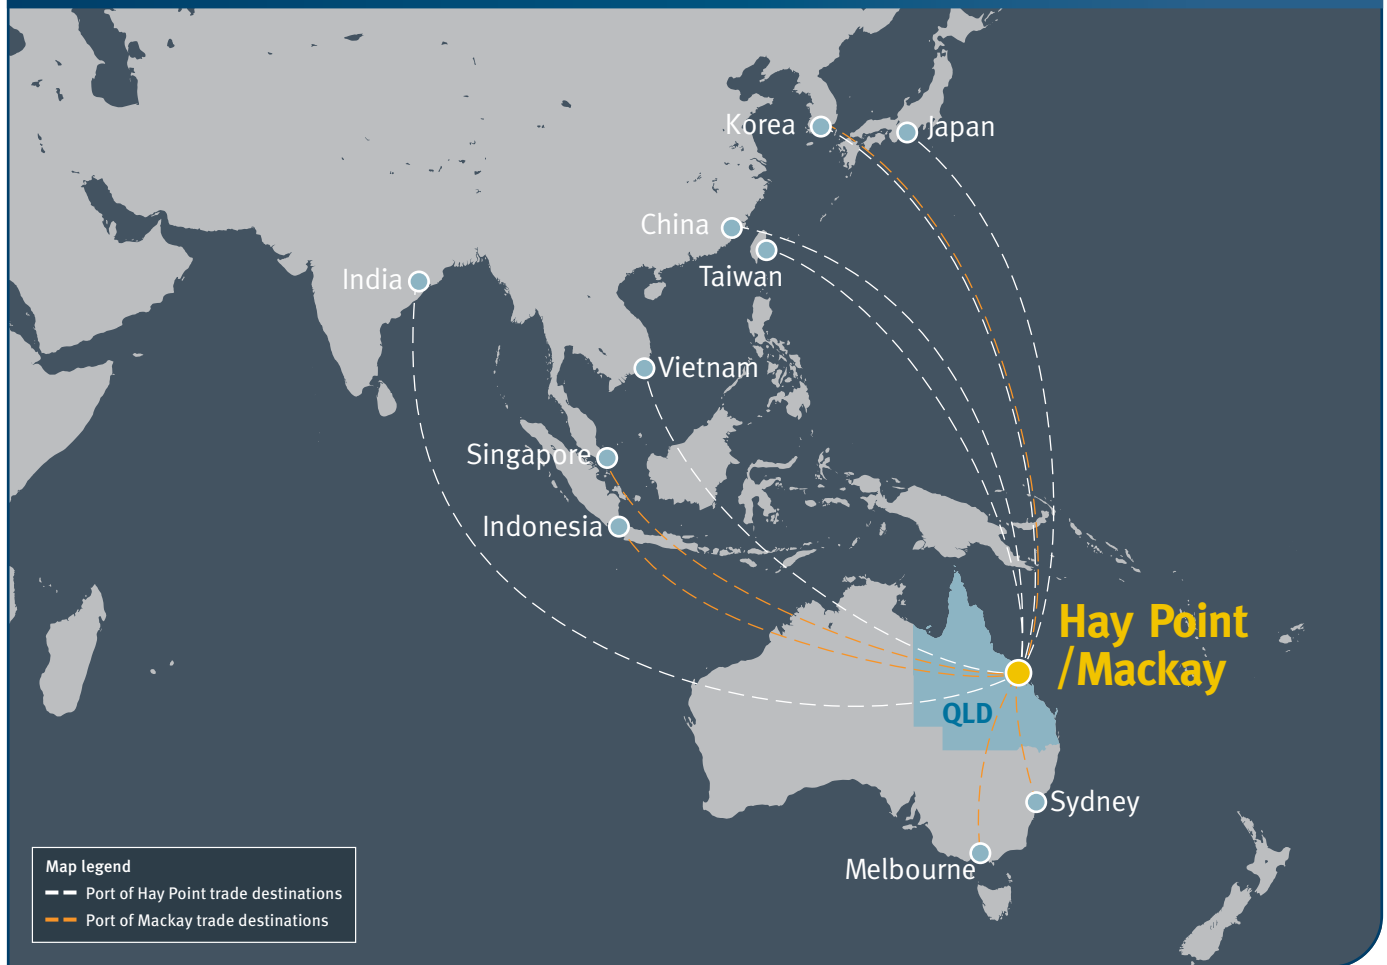 Korea
Japan
China
Taiwan
India
Vietnam
Singapore
Indonesia
Hay Point
/Mackay
QLD
Sydney
Melbourne
Map legend
Port of Hay Point trade destinations
Port of Mackay trade destinations